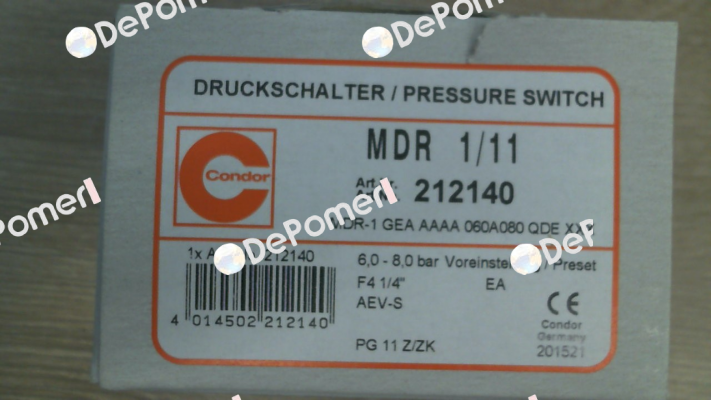 DePomerl
DePomerl
DRUCKSCHALTER / PRESSURE SWITCH
Condor
MDR 1/11
212140
MDR-1 GEA AAAA 060A080 QDE XXX
DePomerl
DePomerl
1x 212140
6,0 - 8,0 bar / Preset
F4 1/4" EA
AEV-S
4 014502 212140
CE
Condor
Germany
201521
PG 11 Z/ZK